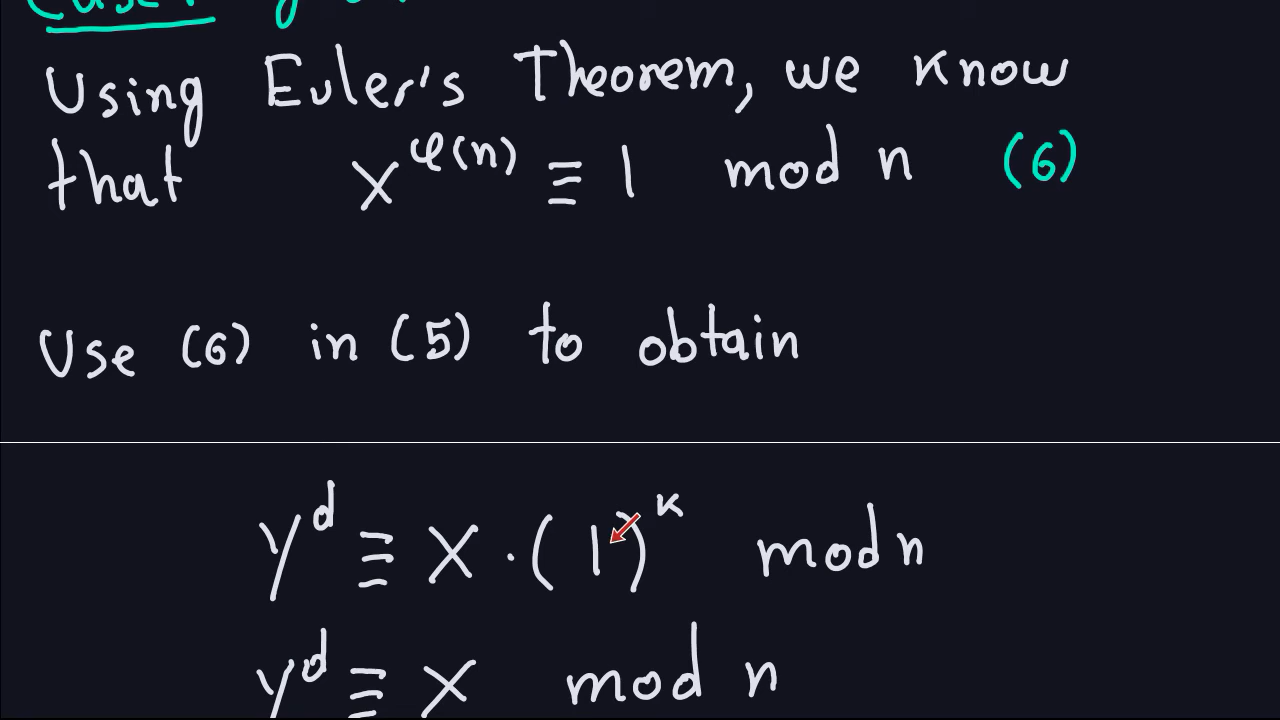 Using Euler's Theorem, we know
that x^φ(n) ≡ 1 mod n (6)
Use (6) in (5) to obtain
y^d ≡ x · (1)^k mod n
y^d ≡ x mod n